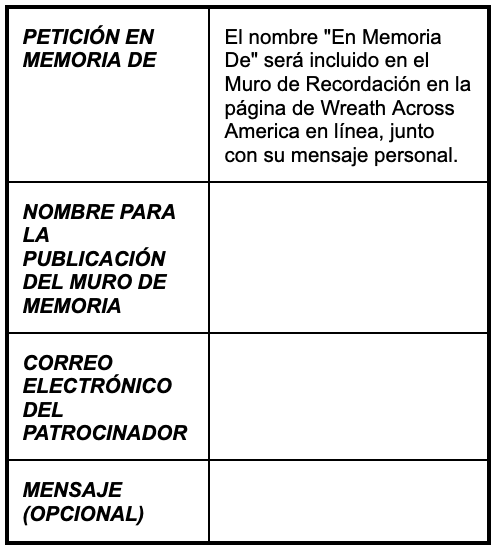 PETICIÓN EN
MEMORIA DE
El nombre "En Memoria
De" será incluido en el
Muro de Recordación en la
página de Wreath Across
America en línea, junto
con su mensaje personal.
NOMBRE PARA
LA
PUBLICACIÓN
DEL MURO DE
MEMORIA
CORREO
ELECTRÓNICO
DEL
PATROCINADOR
MENSAJE
(OPCIONAL)